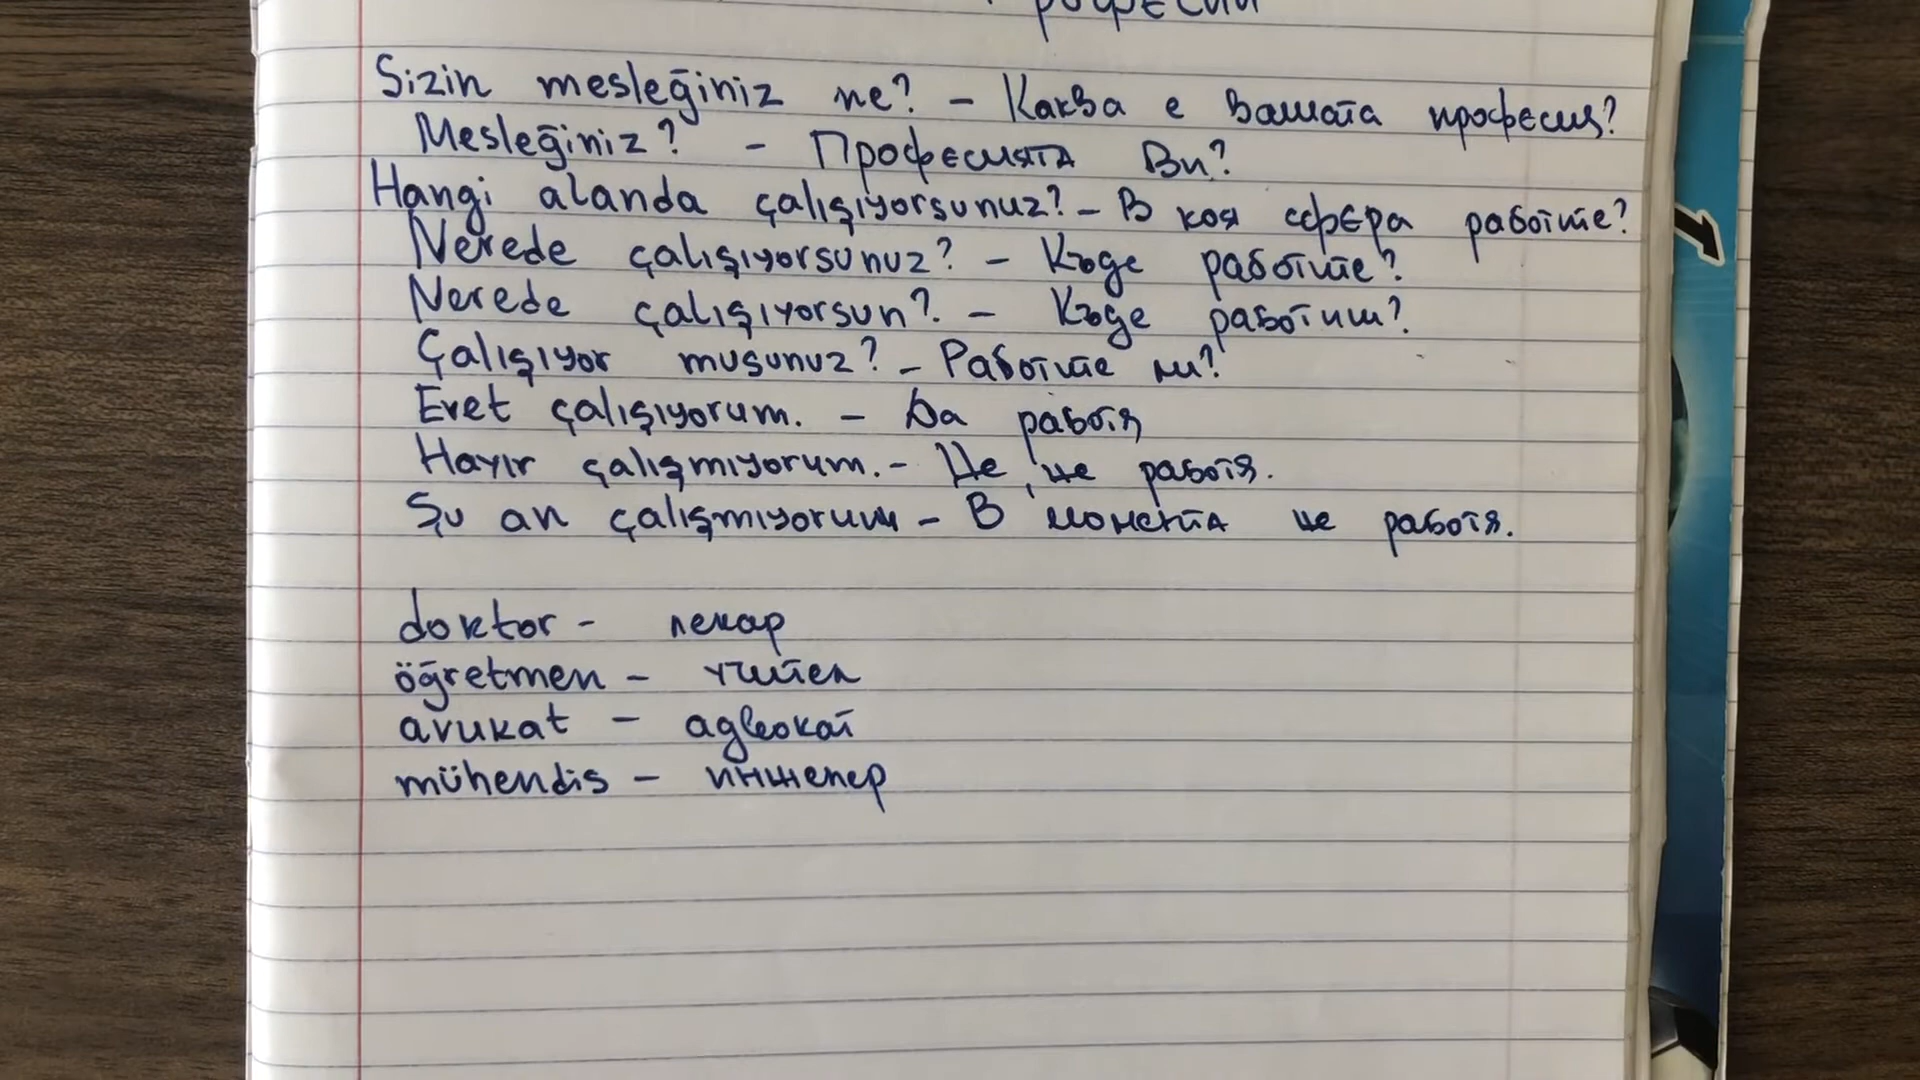 Професии
Sizin mesleğiniz ne? - Каква е вашата професия?
Mesleğiniz? - Професията Ви?
Hangi alanda çalışıyorsunuz? - В коя сфера работите?
Nerede çalışıyorsunuz? - Къде работите?
Nerede çalışıyorsun? - Къде работиш?
Çalışıyor muşunuz? - Работите ли?
Evet çalışıyorum. - Да работя
Hayır çalışmıyorum. - Не, не работя.
Şu an çalışmıyorum - В момента не работя.
doktor - лекар
öğretmen - учител
avukat - адвокат
mühendis - инженер